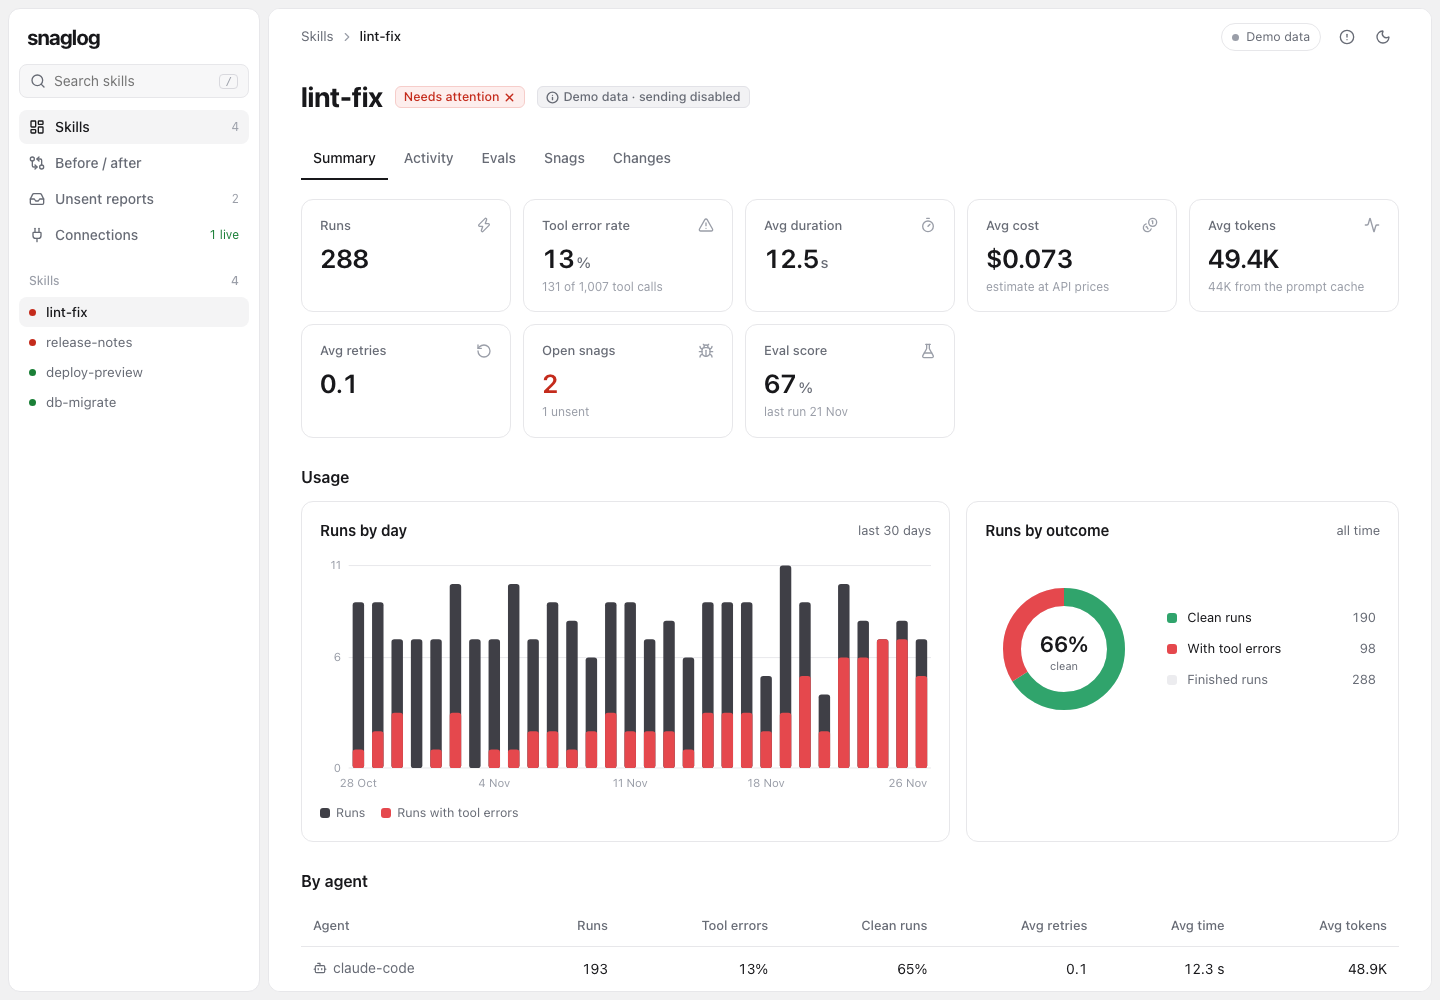 snaglog
Search skills /
Skills 4
Before / after
Unsent reports 2
Connections 1 live
Skills 4
lint-fix
release-notes
deploy-preview
db-migrate
Skills > lint-fix
Demo data
lint-fix Needs attention × Demo data · sending disabled
Summary Activity Evals Snags Changes
Runs
288
Tool error rate
13 %
131 of 1,007 tool calls
Avg duration
12.5 s
Avg cost
$0.073
estimate at API prices
Avg tokens
49.4K
44K from the prompt cache
Avg retries
0.1
Open snags
2
1 unsent
Eval score
67 %
last run 21 Nov
Usage
Runs by day last 30 days
11
6
0
28 Oct 4 Nov 11 Nov 18 Nov 26 Nov
Runs Runs with tool errors
Runs by outcome all time
66%
clean
Clean runs 190
With tool errors 98
Finished runs 288
By agent
Agent Runs Tool errors Clean runs Avg retries Avg time Avg tokens
claude-code 193 13% 65% 0.1 12.3 s 48.9K